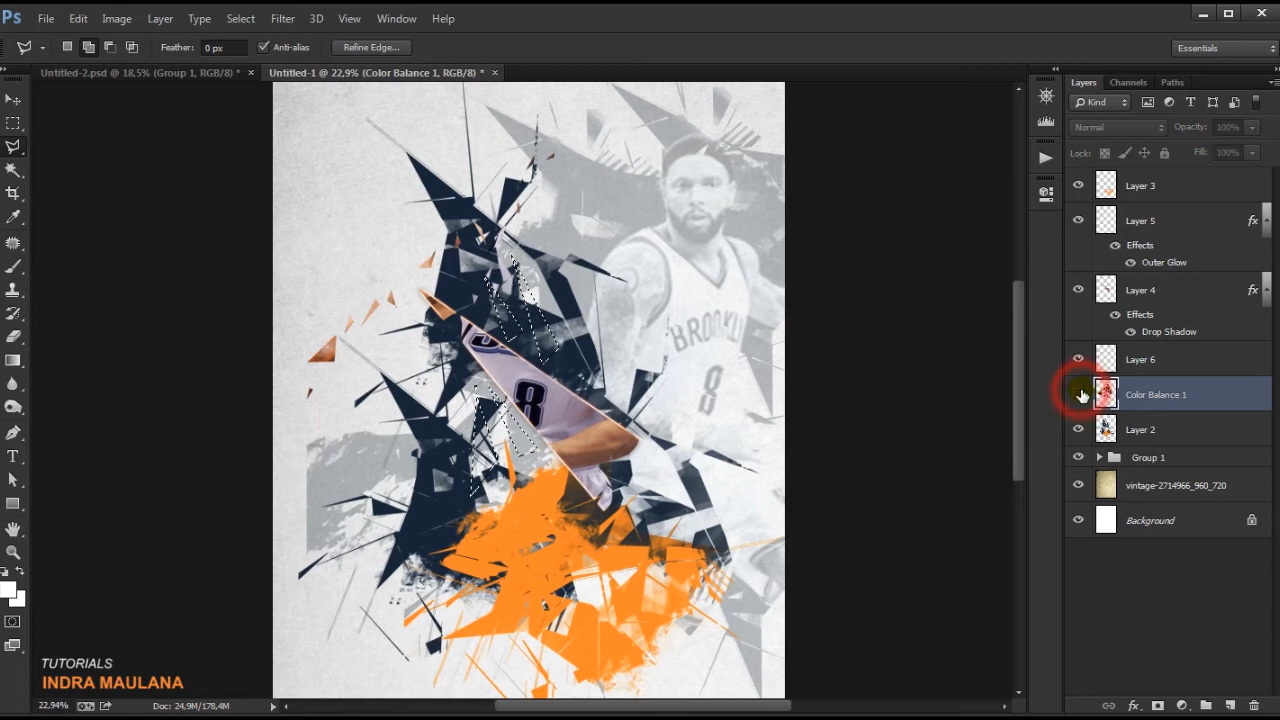 Ps File Edit Image Layer Type Select Filter 3D View Window Help
Feather: 0 px Anti-alias Refine Edge... Essentials
Untitled-2.psd @ 18,5% (Group 1, RGB/8) * × Untitled-1 @ 22,9% (Color Balance 1, RGB/8) * ×
Layers Channels Paths
Kind
Normal Opacity: 100%
Lock: Fill: 100%
Layer 3
Layer 5 fx
Effects
Outer Glow
Layer 4 fx
Effects
Drop Shadow
Layer 6
Color Balance 1
Layer 2
Group 1
vintage-2714966_960_720
Background
BROOKLY
8
8
TUTORIALS
INDRA MAULANA
22,94% Doc: 24,9M/178,4M